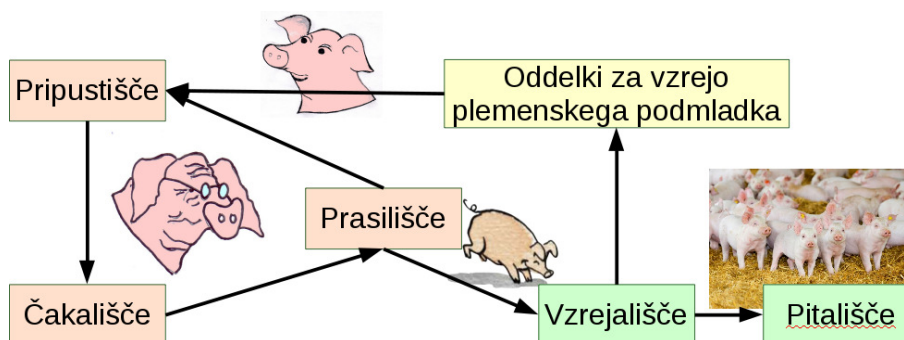 Pripustišče
Oddelki za vzrejo
plemenskega podmladka
Prasilišče
Čakališče
Vzrejališče
Pitališče